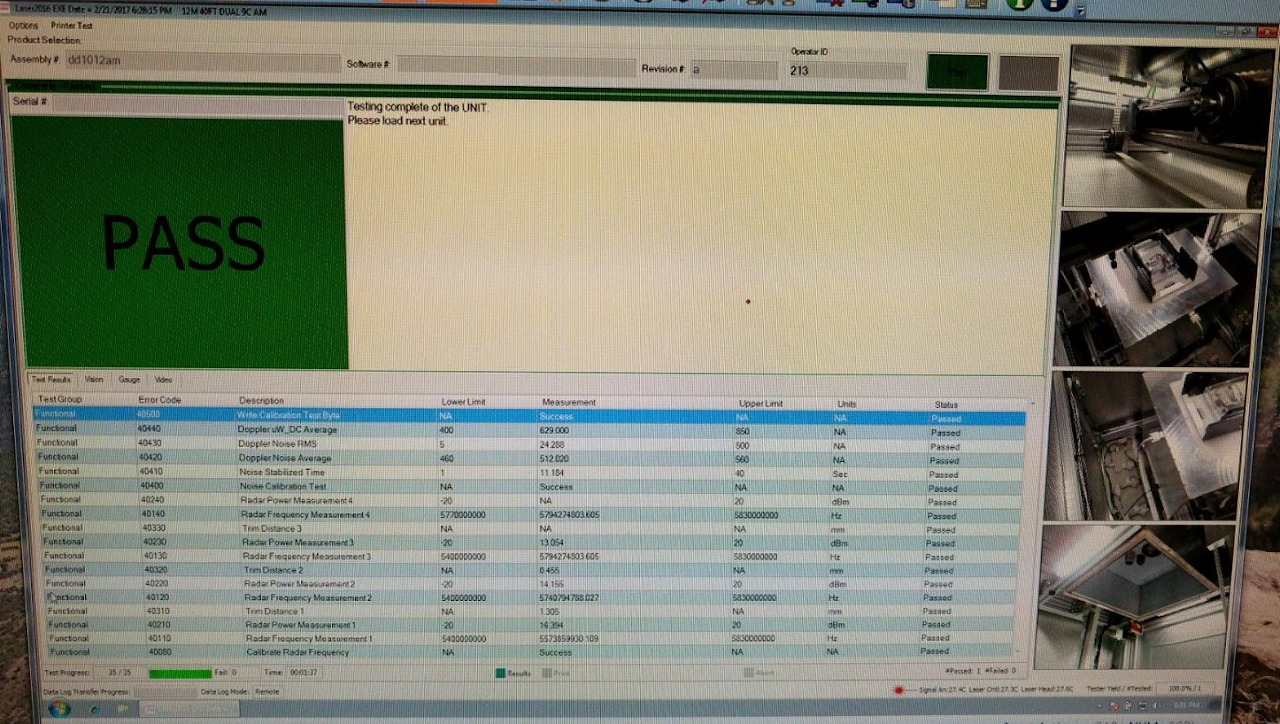 Laser2016 EXE Date = 2/21/2017 6:28:15 PM 12M 40FT DUAL 9C AM
Options Printer Test
Product Selection:
Assembly #: dd1012am Software #: Revision #: a Operator ID 213
Serial #:
Testing complete of the UNIT.
Please load next unit.
PASS
Test Results Vision Gauge Video
Test Group Error Code Description Lower Limit Measurement Upper Limit Units Status
Functional 40500 Write Calibration Test Byte NA Success NA NA Passed
Functional 40440 Doppler uW_DC Average 400 629.000 850 NA Passed
Functional 40430 Doppler Noise RMS 5 24.288 500 NA Passed
Functional 40420 Doppler Noise Average 460 512.020 560 NA Passed
Functional 40410 Noise Stabilized Time 1 11.184 40 Sec Passed
Functional 40400 Noise Calibration Test NA Success NA NA Passed
Functional 40240 Radar Power Measurement 4 -20 NA 20 dBm Passed
Functional 40140 Radar Frequency Measurement 4 5770000000 5794274803.605 5830000000 Hz Passed
Functional 40330 Trim Distance 3 NA NA NA mm Passed
Functional 40230 Radar Power Measurement 3 -20 13.054 20 dBm Passed
Functional 40130 Radar Frequency Measurement 3 5400000000 5794274803.605 5830000000 Hz Passed
Functional 40320 Trim Distance 2 NA 0.455 NA mm Passed
Functional 40220 Radar Power Measurement 2 -20 14.155 20 dBm Passed
Functional 40120 Radar Frequency Measurement 2 5400000000 5740794788.027 5830000000 Hz Passed
Functional 40310 Trim Distance 1 NA 1.305 NA mm Passed
Functional 40210 Radar Power Measurement 1 -20 16.394 20 dBm Passed
Functional 40110 Radar Frequency Measurement 1 5400000000 5573859930.109 5830000000 Hz Passed
Functional 40080 Calibrate Radar Frequency NA Success NA NA Passed
Test Progress: 35 / 35 Fail: 0 Time: 00:01:37 Results Print Abort #Passed: 1 #Failed: 0
Data Log Transfer Progress: Data Log Mode: Remote Signal An: 27.4C Laser Cntl: 27.3C Laser Head: 27.6C Tester Yield / #Tested: 100.0% / 1